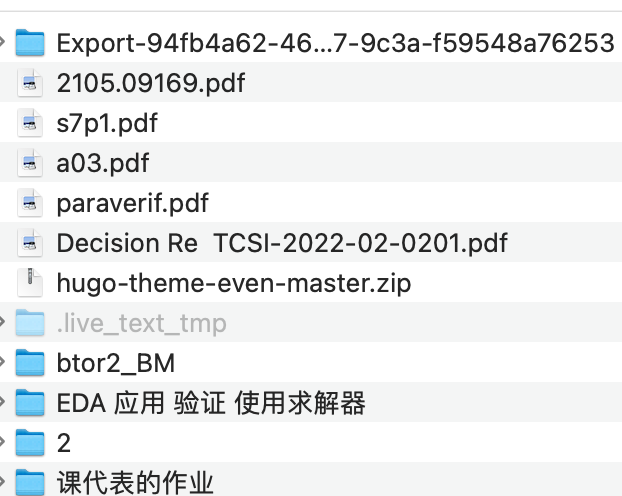 Export-94fb4a62-46...7-9c3a-f59548a76253
2105.09169.pdf
s7p1.pdf
a03.pdf
paraverif.pdf
Decision Re  TCSI-2022-02-0201.pdf
hugo-theme-even-master.zip
.live_text_tmp
btor2_BM
EDA 应用 验证 使用求解器
2
课代表的作业